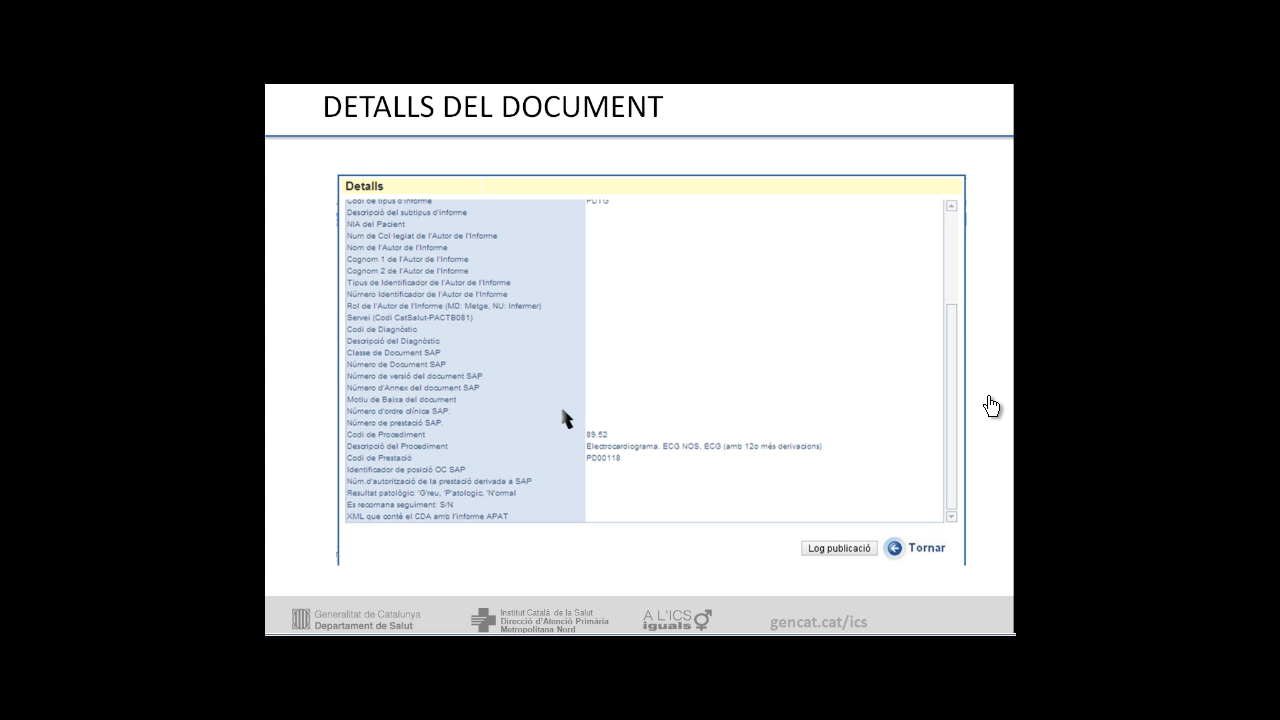 DETALLS DEL DOCUMENT
Detalls
Codi de tipus d'informe PDTG
Descripció del subtipus d'informe
NIA del Pacient
Num de Col·legiat de l'Autor de l'Informe
Nom de l'Autor de l'Informe
Cognom 1 de l'Autor de l'Informe
Cognom 2 de l'Autor de l'Informe
Tipus de Identificador de l'Autor de l'Informe
Número Identificador de l'Autor de l'Informe
Rol de l'Autor de l'Informe (MD: Metge, NU: Infermer)
Servei (Codi CatSalut-PACTB081)
Codi de Diagnòstic
Descripció del Diagnòstic
Classe de Document SAP
Número de Document SAP
Número de versió del document SAP
Número d'Annex del document SAP
Motiu de Baixa del document
Número d'ordre clínica SAP.
Número de prestació SAP.
Codi de Procediment 89.52
Descripció del Procediment Electrocardiograma. ECG NOS, ECG (amb 12o més derivacions)
Codi de Prestació PD00118
Identificador de posició OC SAP
Núm.d'autorització de la prestació derivada a SAP
Resultat patològic: 'G'reu, 'P'atologic, 'N'ormal
Es recomana seguiment: S/N
XML que conté el CDA amb l'informe APAT
Log publicació Tornar
Generalitat de Catalunya
Departament de Salut
Institut Català de la Salut
Direcció d'Atenció Primària
Metropolitana Nord
A L'ICS
iguals
gencat.cat/ics